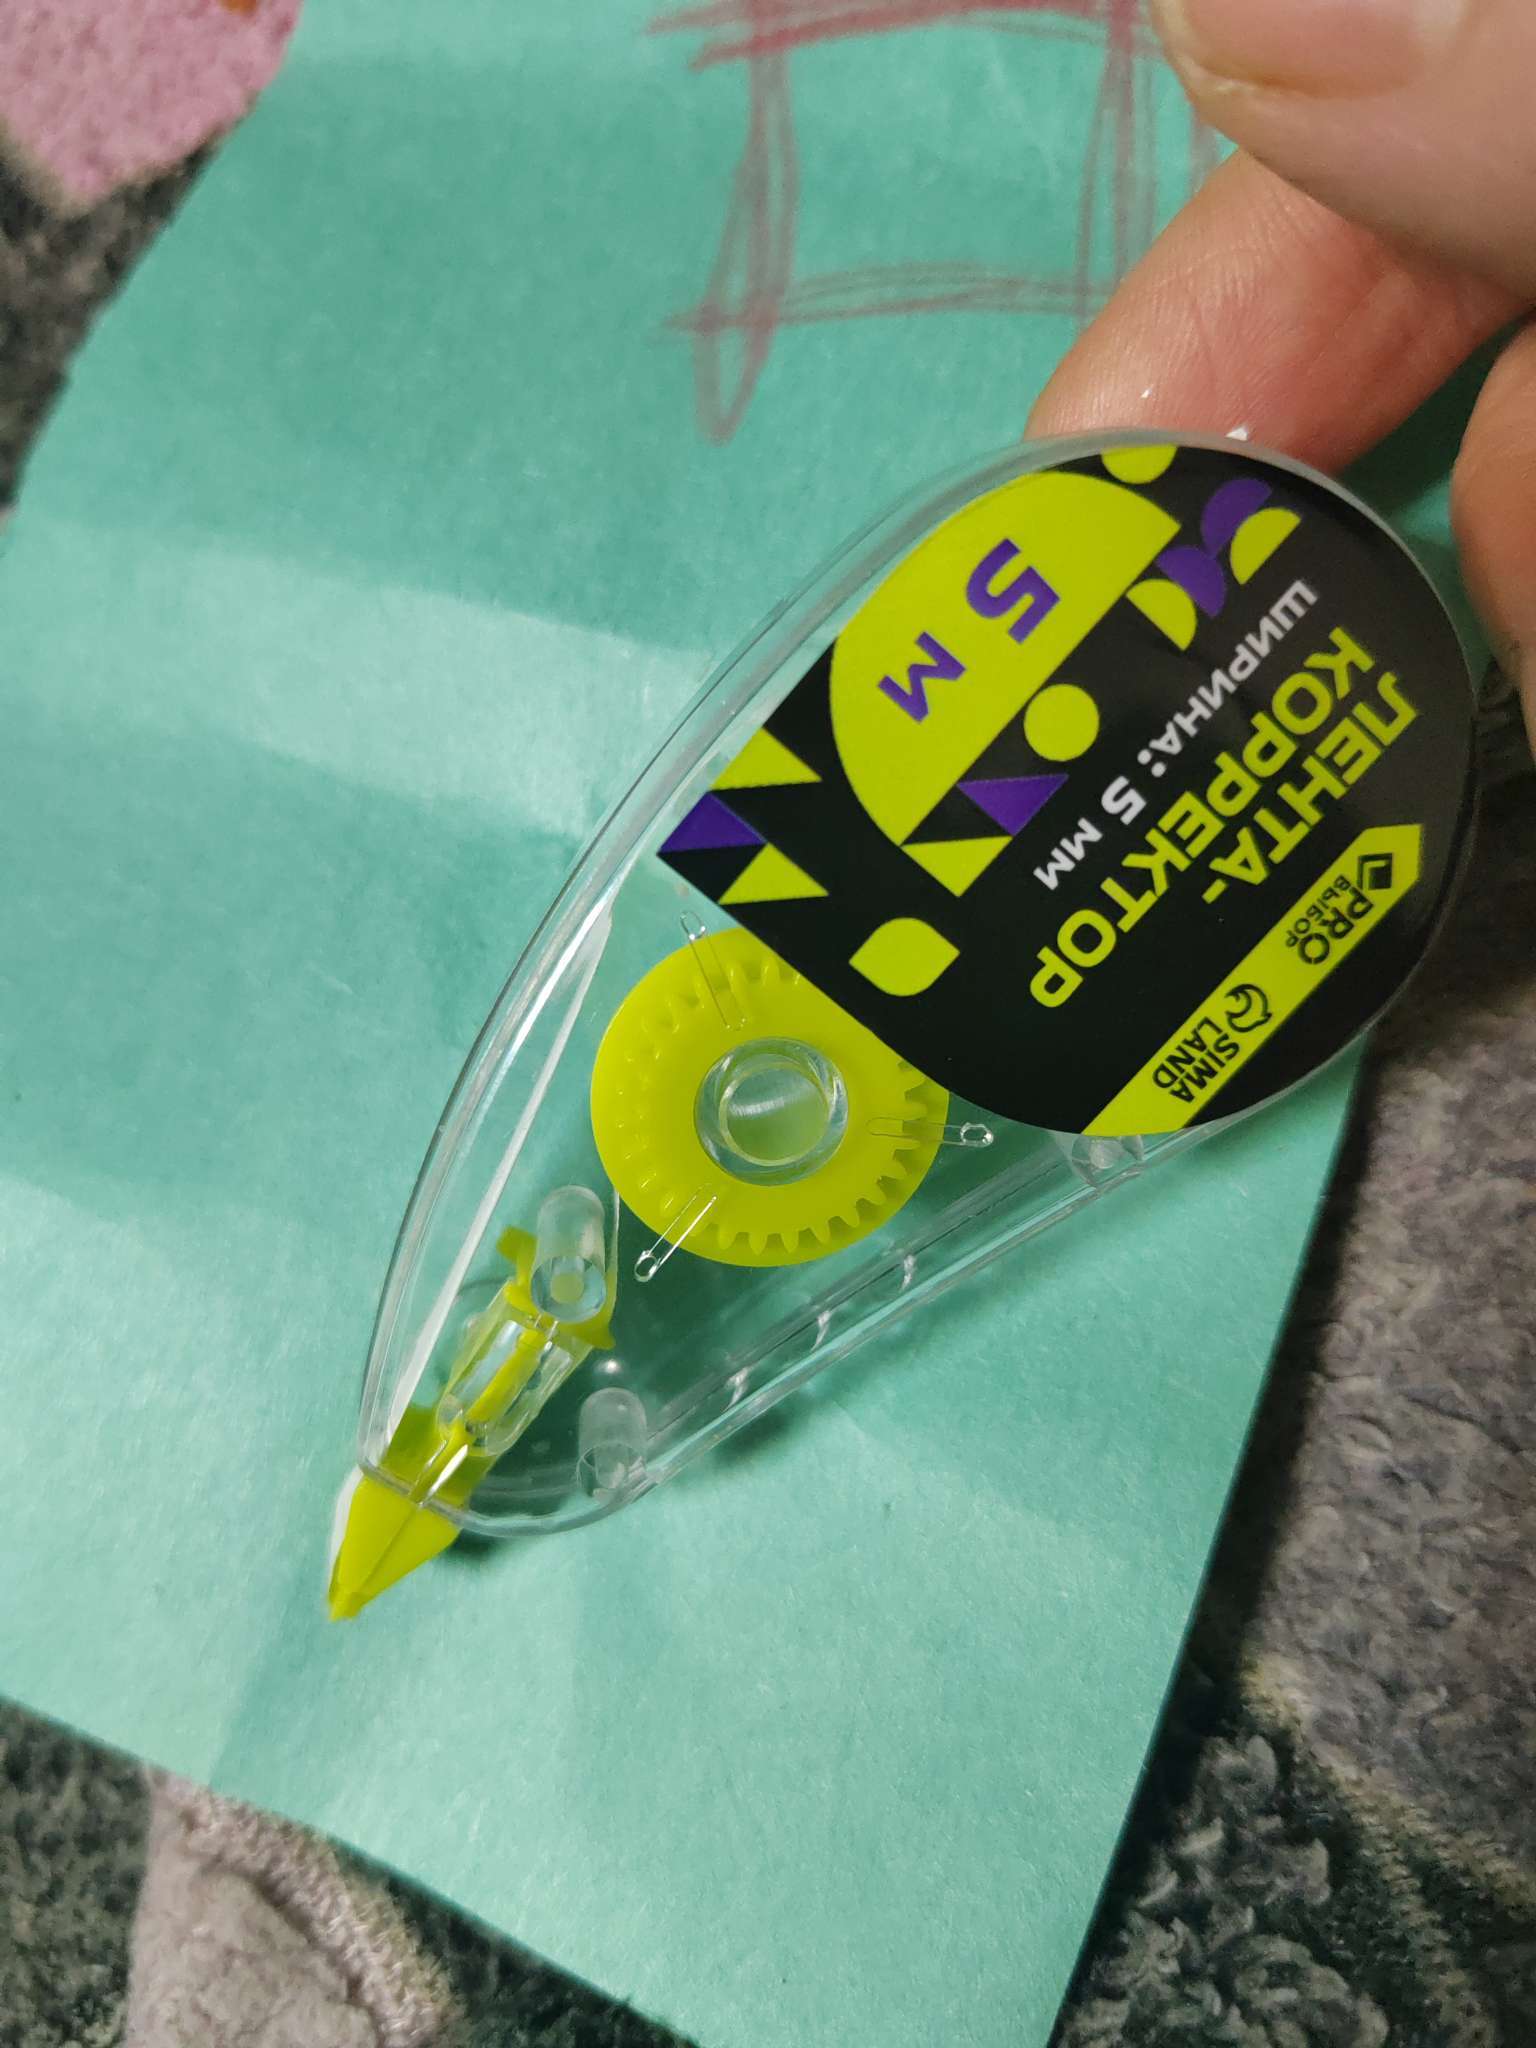 5 м
ЛЕНТА-
КОРРЕКТОР
ШИРИНА: 5 мм
PRO
ВЫБОР
SIMA
LAND